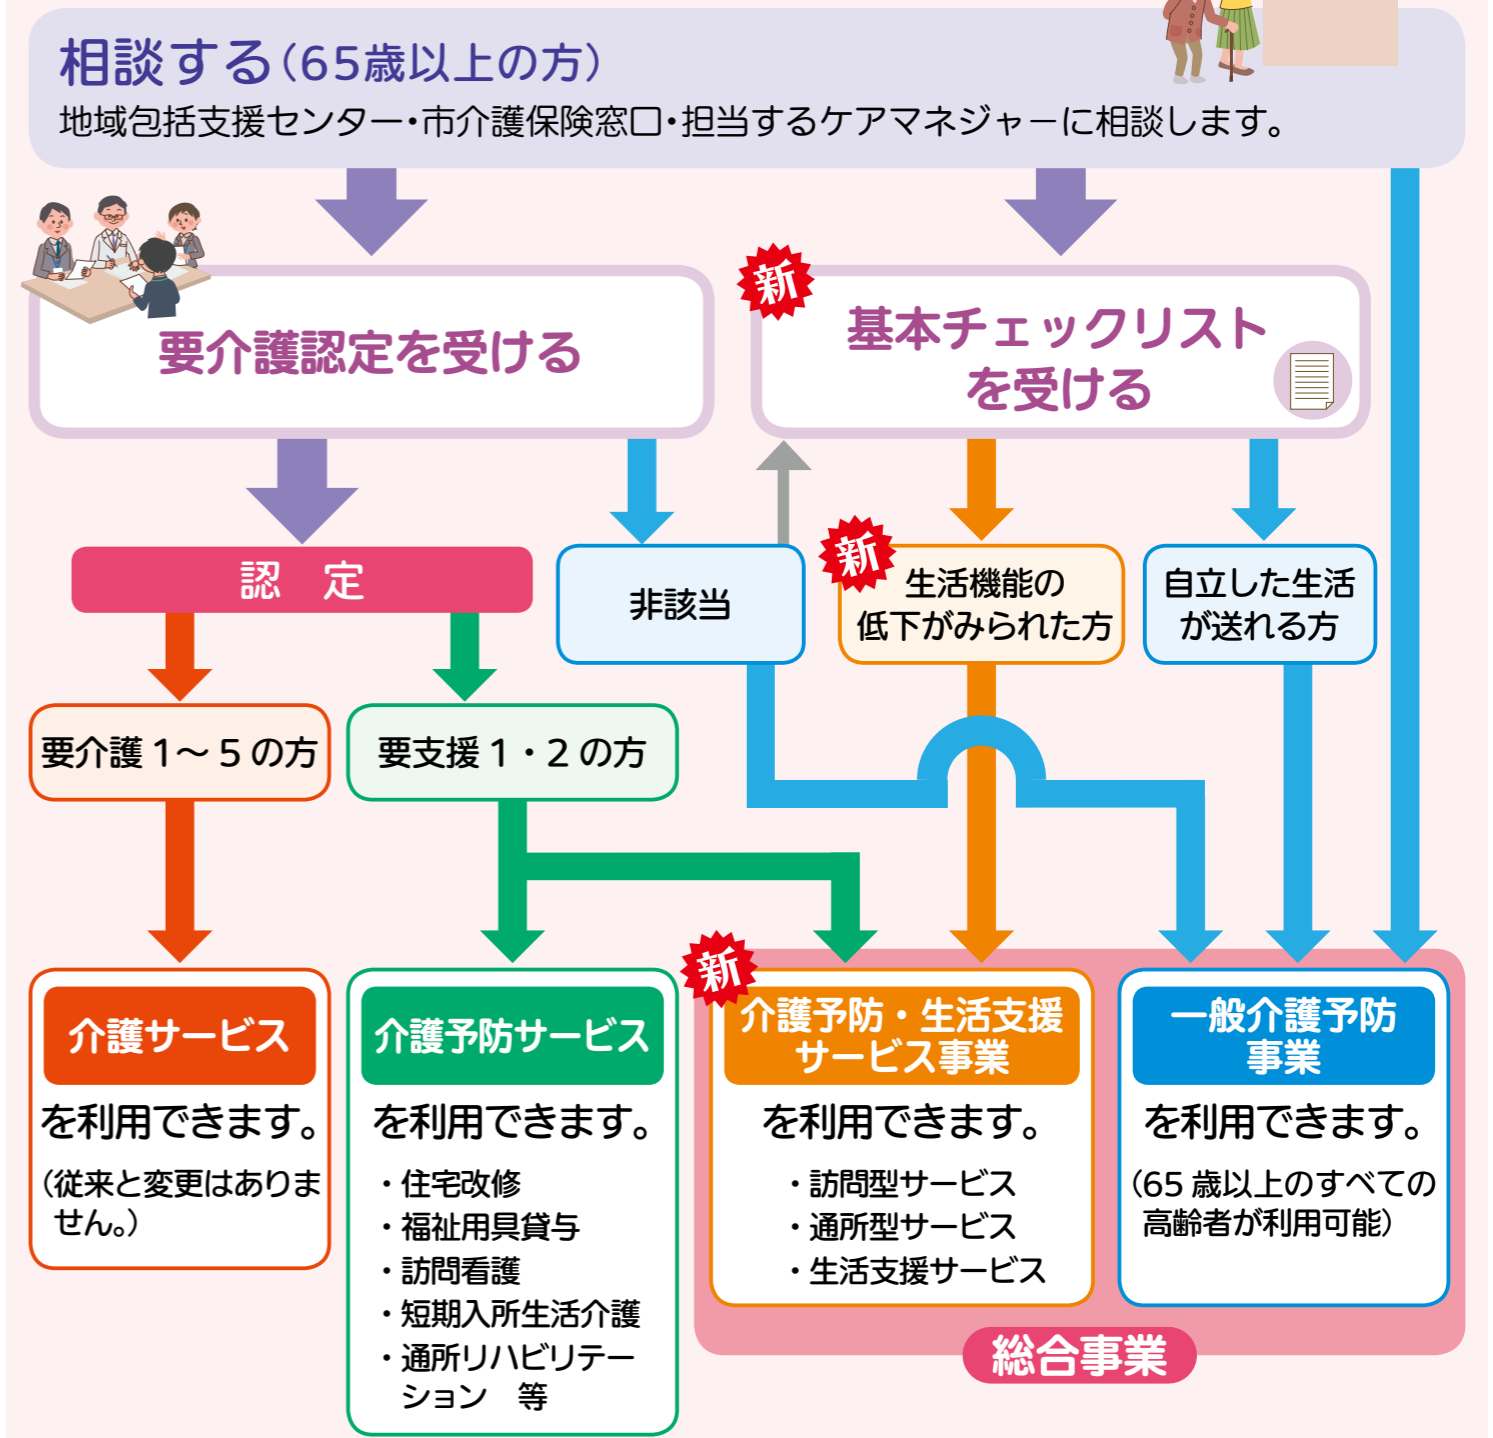 相談する(65歳以上の方)
地域包括支援センター・市介護保険窓口・担当するケアマネジャーに相談します。
要介護認定を受ける
新
基本チェックリスト
を受ける
認　定
非該当
新
生活機能の
低下がみられた方
自立した生活
が送れる方
要介護1〜5の方
要支援1・2の方
介護サービス
を利用できます。
(従来と変更はありま
せん。)
介護予防サービス
を利用できます。
・住宅改修
・福祉用具貸与
・訪問看護
・短期入所生活介護
・通所リハビリテー
ション　等
新
介護予防・生活支援
サービス事業
を利用できます。
・訪問型サービス
・通所型サービス
・生活支援サービス
一般介護予防
事業
を利用できます。
(65歳以上のすべての
高齢者が利用可能)
総合事業